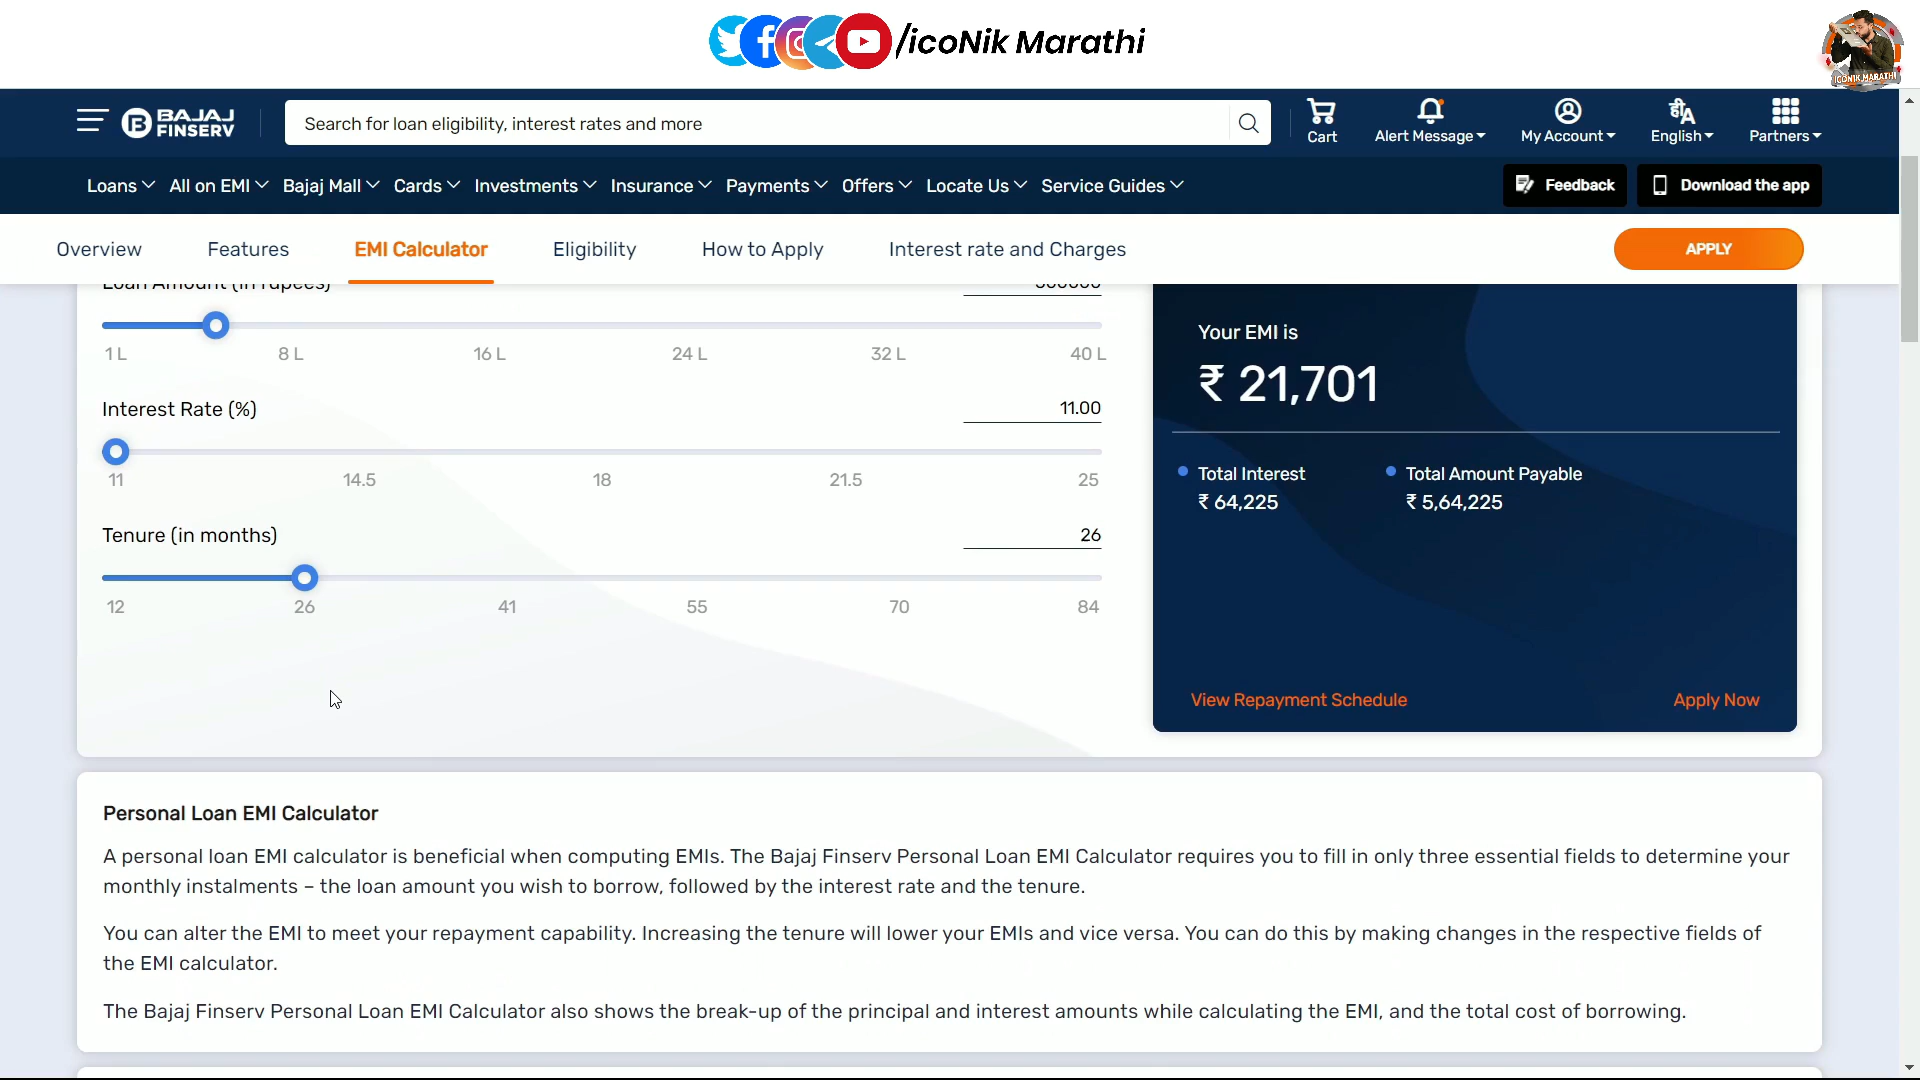 /icoNik Marathi
ICONIK MARATHI
BAJAJ
FINSERV
Search for loan eligibility, interest rates and more
Cart
Alert Message
My Account
हीA
English
Partners
Loans
All on EMI
Bajaj Mall
Cards
Investments
Insurance
Payments
Offers
Locate Us
Service Guides
Feedback
Download the app
Overview
Features
EMI Calculator
Eligibility
How to Apply
Interest rate and Charges
APPLY
Loan Amount (in rupees)
1 L
8 L
16 L
24 L
32 L
40 L
Interest Rate (%)
11.00
11
14.5
18
21.5
25
Tenure (in months)
26
12
26
41
55
70
84
Your EMI is
₹ 21,701
Total Interest
₹ 64,225
Total Amount Payable
₹ 5,64,225
View Repayment Schedule
Apply Now
Personal Loan EMI Calculator
A personal loan EMI calculator is beneficial when computing EMIs. The Bajaj Finserv Personal Loan EMI Calculator requires you to fill in only three essential fields to determine your
monthly instalments – the loan amount you wish to borrow, followed by the interest rate and the tenure.
You can alter the EMI to meet your repayment capability. Increasing the tenure will lower your EMIs and vice versa. You can do this by making changes in the respective fields of
the EMI calculator.
The Bajaj Finserv Personal Loan EMI Calculator also shows the break-up of the principal and interest amounts while calculating the EMI, and the total cost of borrowing.